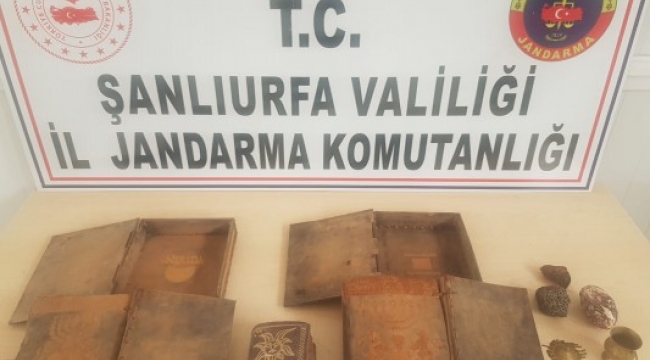 T.C.
ŞANLIURFA VALİLİĞİ
İL JANDARMA KOMUTANLIĞI
JANDARMA